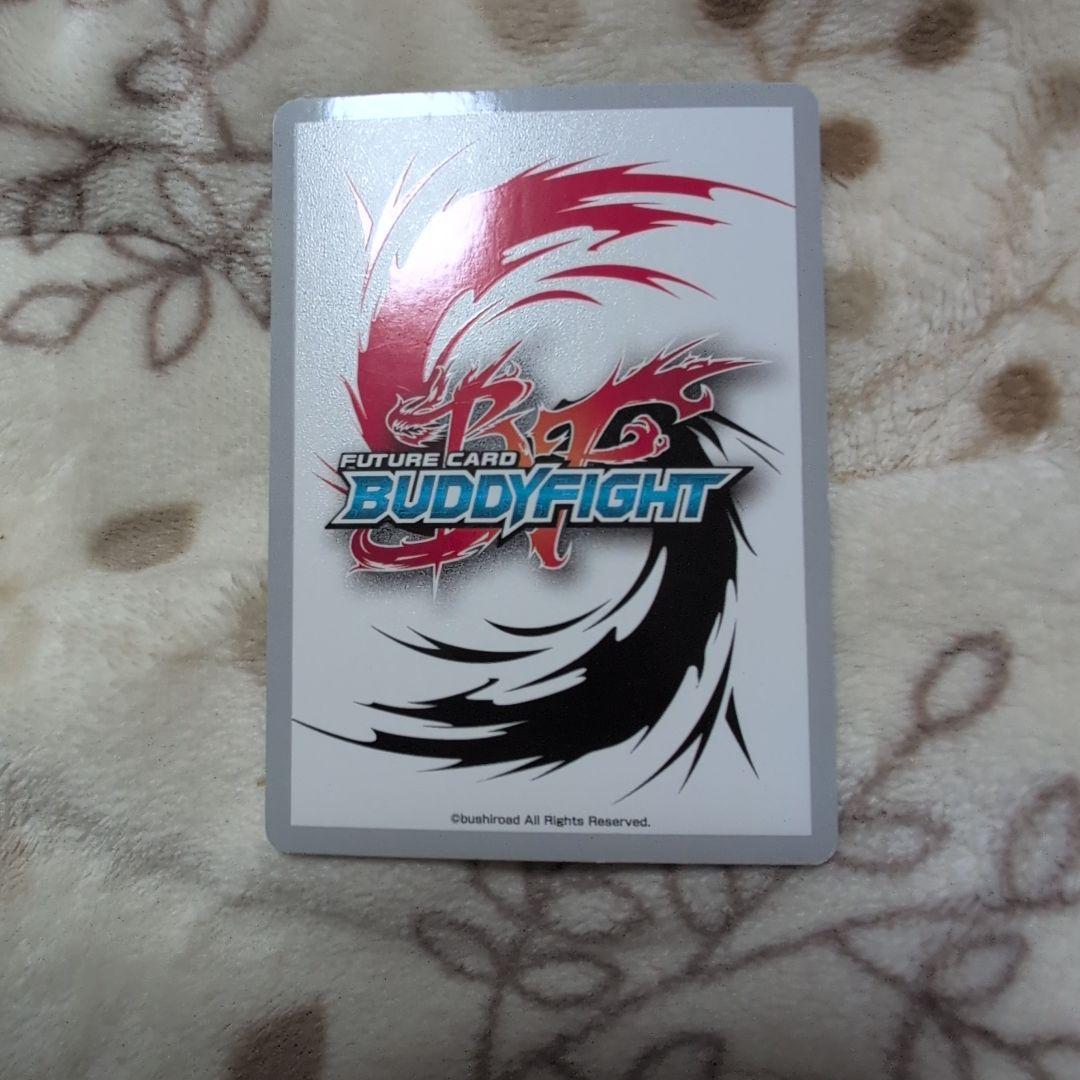 FUTURE CARD
BUDDYFIGHT
©bushiroad All Rights Reserved.